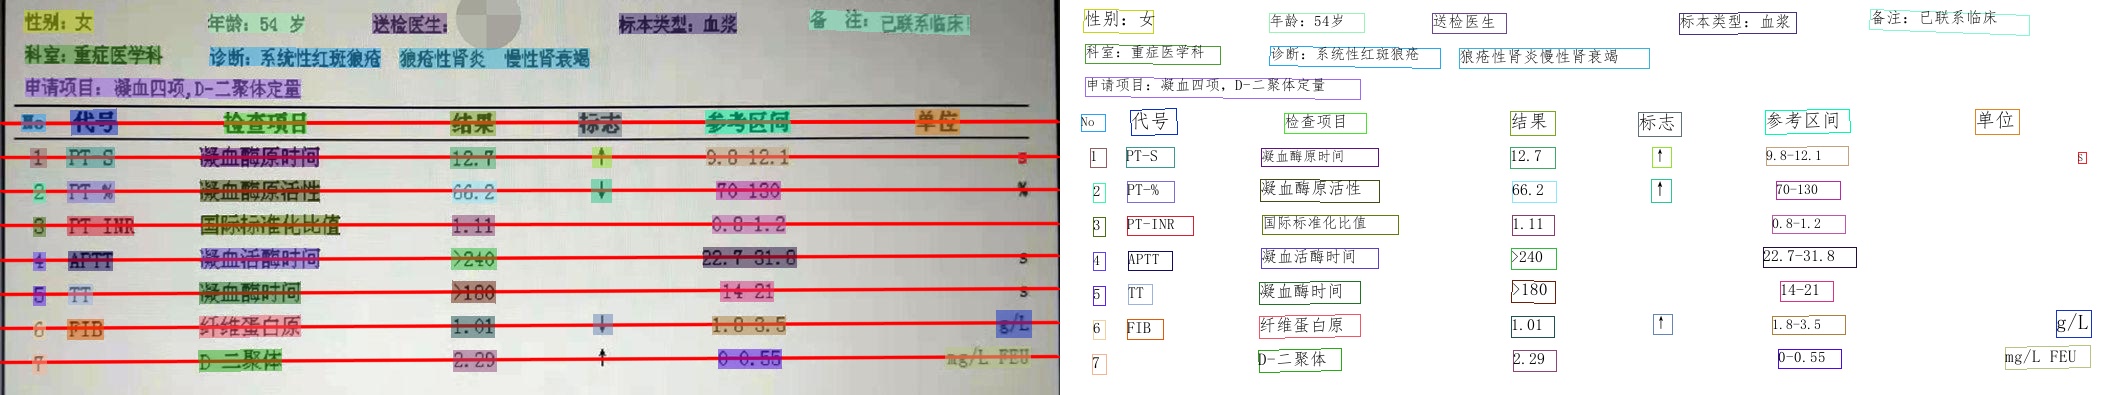 性别: 女 年龄: 54 岁 送检医生: 标本类型: 血浆 备 注: 已联系临床!
科室: 重症医学科 诊断: 系统性红斑狼疮 狼疮性肾炎 慢性肾衰竭
申请项目: 凝血四项,D-二聚体定量
No 代号 检查项目 结果 标志 参考区间 单位
1 PT-S 凝血酶原时间 12.7 ↑ 9.8-12.1 s
2 PT-% 凝血酶原活性 66.2 ↓ 70-130 %
3 PT-INR 国际标准化比值 1.11 0.8-1.2
4 APTT 凝血活酶时间 >240 22.7-31.8 s
5 TT 凝血酶时间 >180 14-21 s
6 FIB 纤维蛋白原 1.01 ↓ 1.8-3.5 g/L
7 D-二聚体 2.29 ↑ 0-0.55 mg/L FEU
性别: 女 年龄: 54岁 送检医生 标本类型: 血浆 备注: 已联系临床
科室: 重症医学科 诊断: 系统性红斑狼疮 狼疮性肾炎慢性肾衰竭
申请项目: 凝血四项, D-二聚体定量
No 代号 检查项目 结果 标志 参考区间 单位
1 PT-S 凝血酶原时间 12.7 ↑ 9.8-12.1 s
2 PT-% 凝血酶原活性 66.2 ↑ 70-130
3 PT-INR 国际标准化比值 1.11 0.8-1.2
4 APTT 凝血活酶时间 >240 22.7-31.8
5 TT 凝血酶时间 >180 14-21
6 FIB 纤维蛋白原 1.01 ↑ 1.8-3.5 g/L
7 D-二聚体 2.29 0-0.55 mg/L FEU